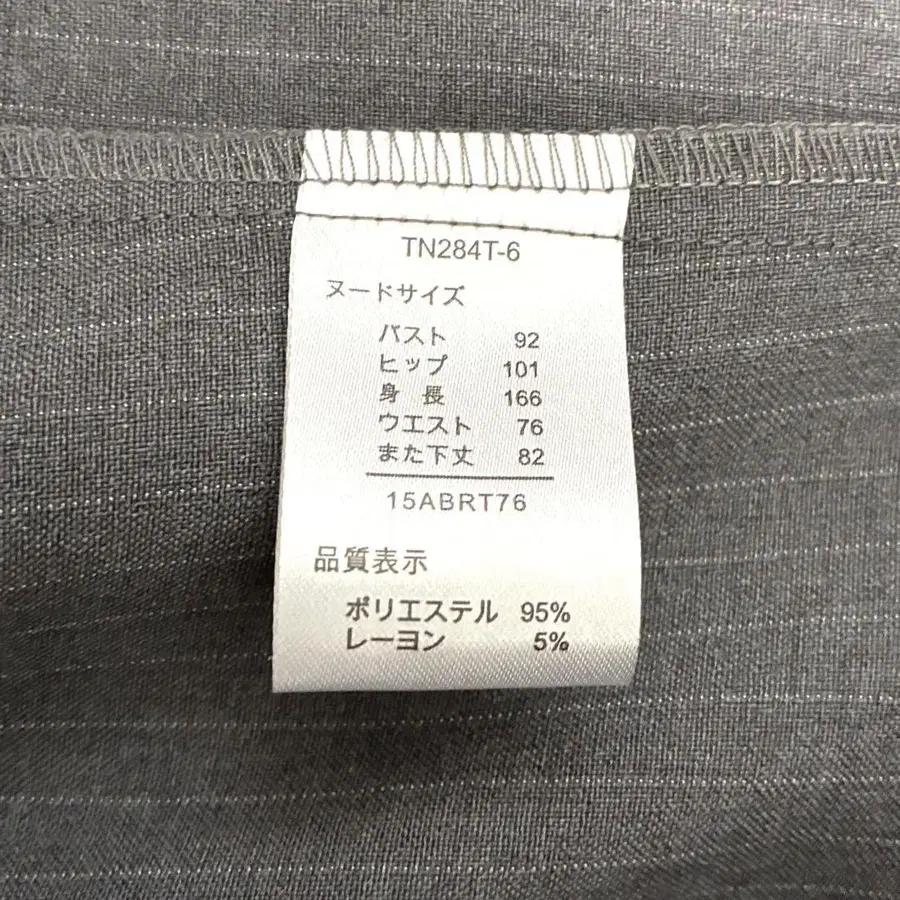 TN284T-6
ヌードサイズ
バスト 92
ヒップ 101
身長 166
ウエスト 76
また下丈 82
15ABRT76
品質表示
ポリエステル 95%
レーヨン 5%